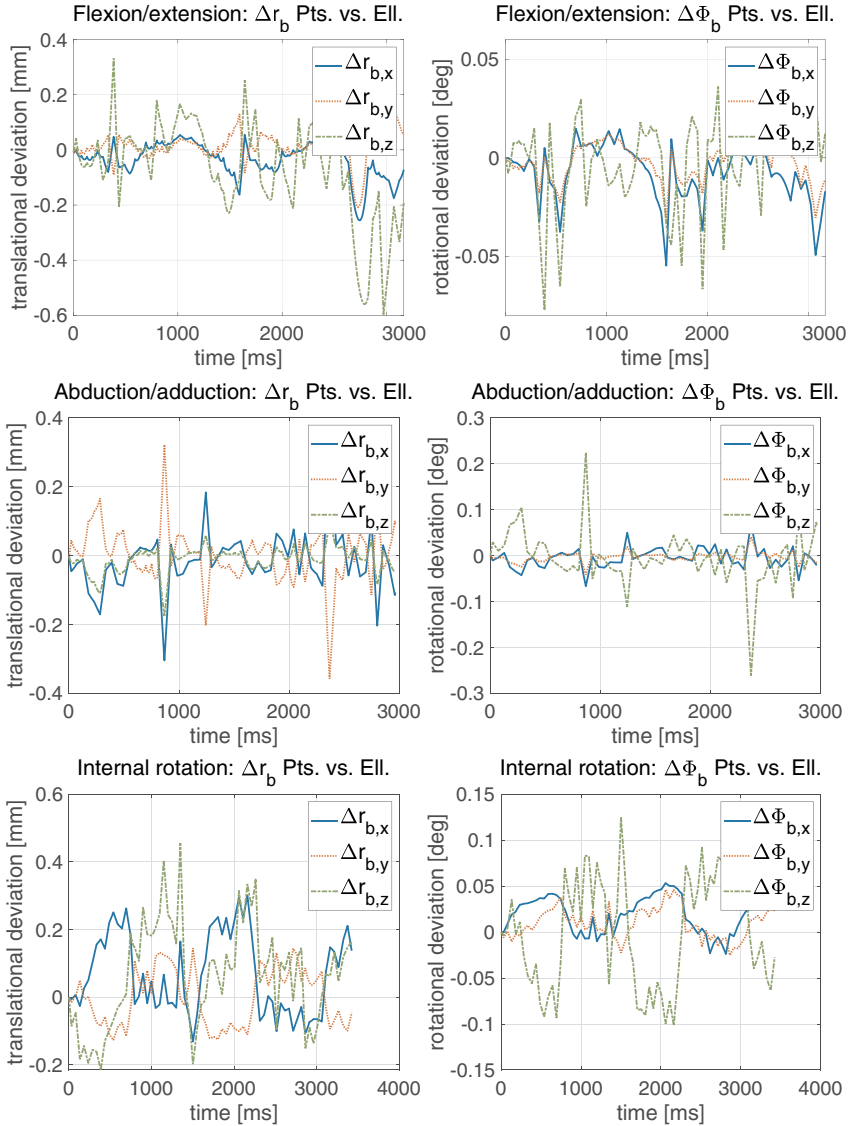 Flexion/extension: Δr_b Pts. vs. Ell.
translational deviation [mm]
0.4
0.2
0
-0.2
-0.4
-0.6
0
1000
2000
3000
time [ms]
Δr_b,x
Δr_b,y
Δr_b,z
Flexion/extension: ΔΦ_b Pts. vs. Ell.
rotational deviation [deg]
0.05
0
-0.05
0
1000
2000
3000
time [ms]
ΔΦ_b,x
ΔΦ_b,y
ΔΦ_b,z
Abduction/adduction: Δr_b Pts. vs. Ell.
translational deviation [mm]
0.4
0.2
0
-0.2
-0.4
0
1000
2000
3000
time [ms]
Δr_b,x
Δr_b,y
Δr_b,z
Abduction/adduction: ΔΦ_b Pts. vs. Ell.
rotational deviation [deg]
0.3
0.2
0.1
0
-0.1
-0.2
-0.3
0
1000
2000
3000
time [ms]
ΔΦ_b,x
ΔΦ_b,y
ΔΦ_b,z
Internal rotation: Δr_b Pts. vs. Ell.
translational deviation [mm]
0.6
0.4
0.2
0
-0.2
0
1000
2000
3000
4000
time [ms]
Δr_b,x
Δr_b,y
Δr_b,z
Internal rotation: ΔΦ_b Pts. vs. Ell.
rotational deviation [deg]
0.15
0.1
0.05
0
-0.05
-0.1
-0.15
0
1000
2000
3000
4000
time [ms]
ΔΦ_b,x
ΔΦ_b,y
ΔΦ_b,z